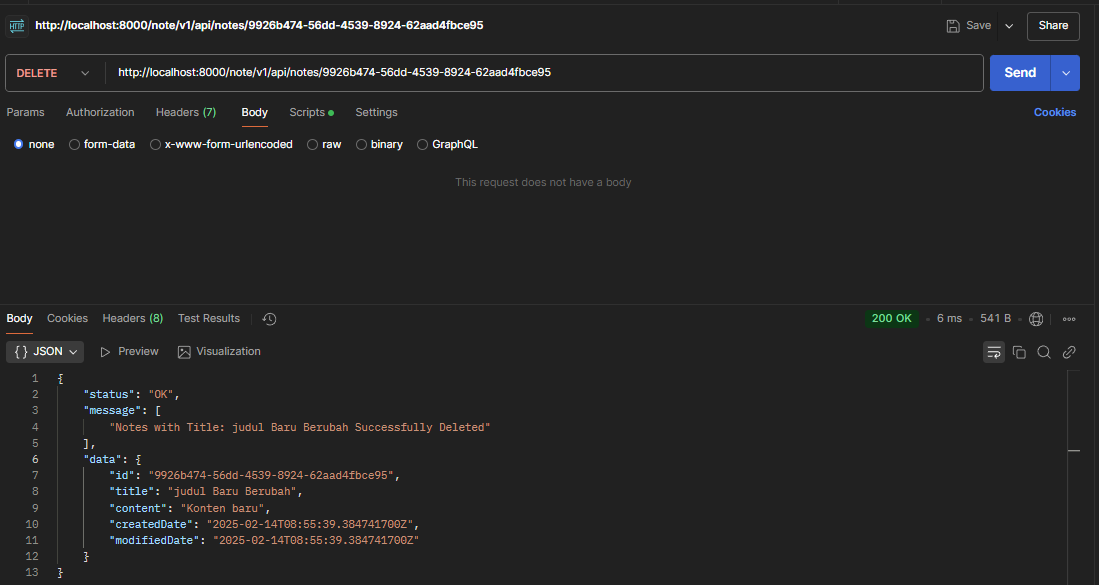 HTTP http://localhost:8000/note/v1/api/notes/9926b474-56dd-4539-8924-62aad4fbce95 Save Share
DELETE http://localhost:8000/note/v1/api/notes/9926b474-56dd-4539-8924-62aad4fbce95 Send
Params Authorization Headers (7) Body Scripts Settings Cookies
none form-data x-www-form-urlencoded raw binary GraphQL
This request does not have a body
Body Cookies Headers (8) Test Results 200 OK 6 ms 541 B
{} JSON Preview Visualization
1 {
2 "status": "OK",
3 "message": [
4 "Notes with Title: judul Baru Berubah Successfully Deleted"
5 ],
6 "data": {
7 "id": "9926b474-56dd-4539-8924-62aad4fbce95",
8 "title": "judul Baru Berubah",
9 "content": "Konten baru",
10 "createdDate": "2025-02-14T08:55:39.384741700Z",
11 "modifiedDate": "2025-02-14T08:55:39.384741700Z"
12 }
13 }